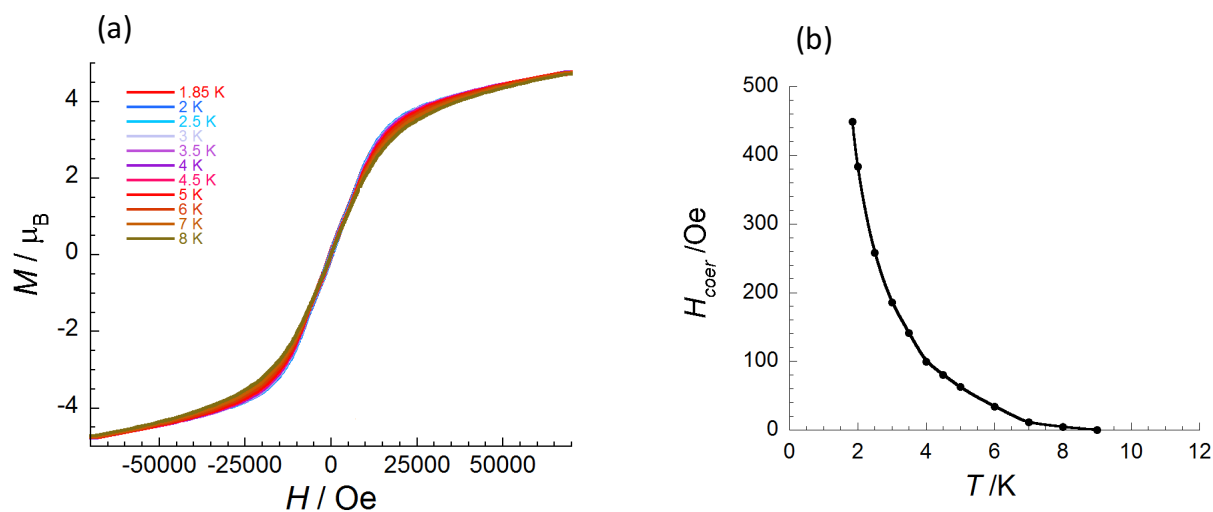 (a)
M / μB
4
2
0
-2
-4
1.85 K
2 K
2.5 K
3 K
3.5 K
4 K
4.5 K
5 K
6 K
7 K
8 K
-50000 -25000 0 25000 50000
H / Oe
(b)
Hcoer /Oe
500
400
300
200
100
0
0 2 4 6 8 10 12
T /K